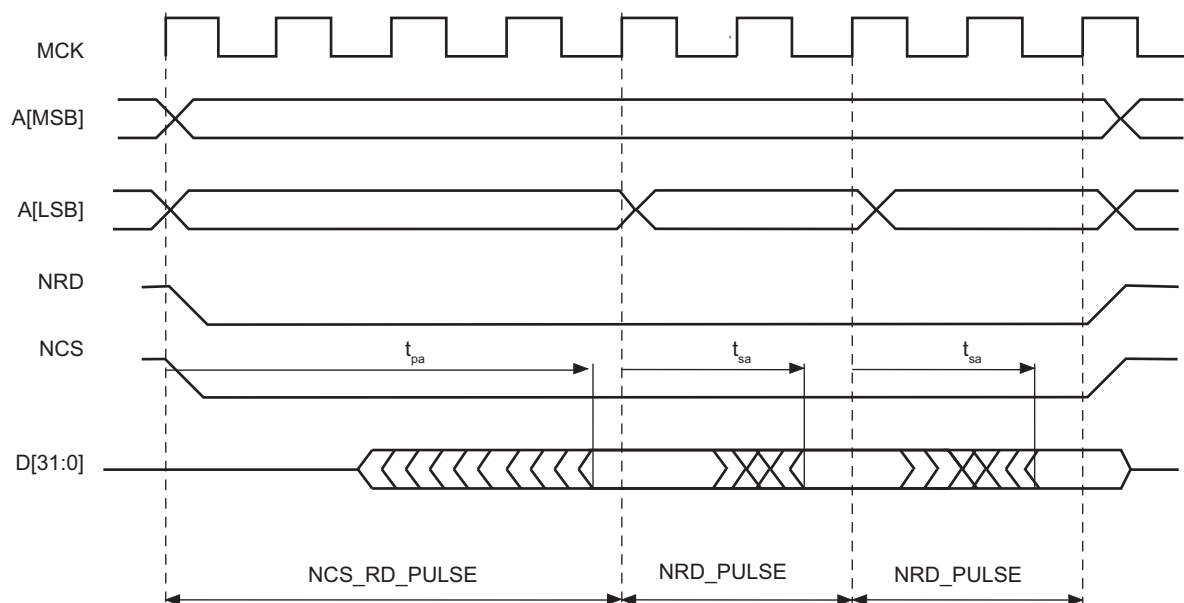 MCK
A[MSB]
A[LSB]
NRD
NCS
tpa tsa tsa
D[31:0]
NCS_RD_PULSE NRD_PULSE NRD_PULSE